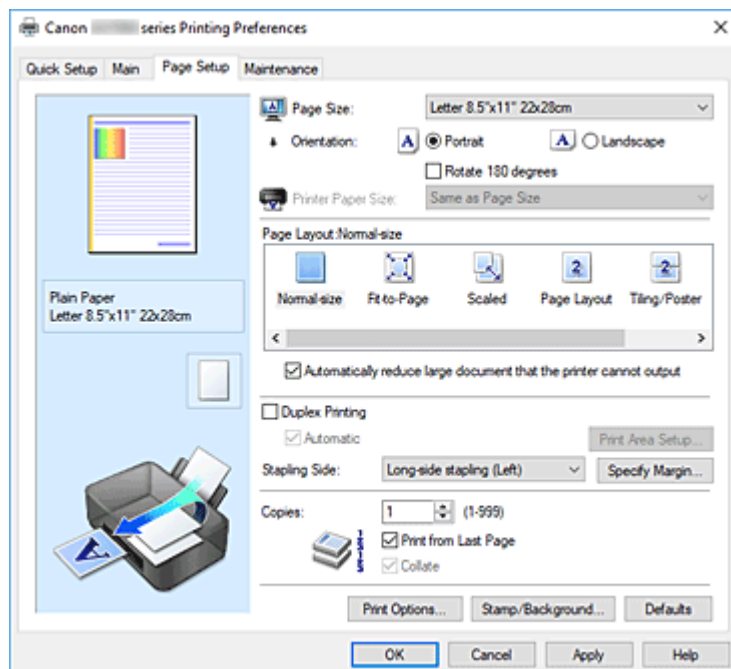 Canon series Printing Preferences
Quick Setup Main Page Setup Maintenance
Page Size: Letter 8.5"x11" 22x28cm
Orientation: A Portrait A Landscape
Rotate 180 degrees
Printer Paper Size: Same as Page Size
Page Layout:Normal-size
2 2
Normal-size Fit-to-Page Scaled Page Layout Tiling/Poster
Plain Paper
Letter 8.5"x11" 22x28cm
Automatically reduce large document that the printer cannot output
Duplex Printing
Automatic Print Area Setup...
Stapling Side: Long-side stapling (Left) Specify Margin...
Copies: 1 (1-999)
Print from Last Page
Collate
A
Print Options... Stamp/Background... Defaults
OK Cancel Apply Help